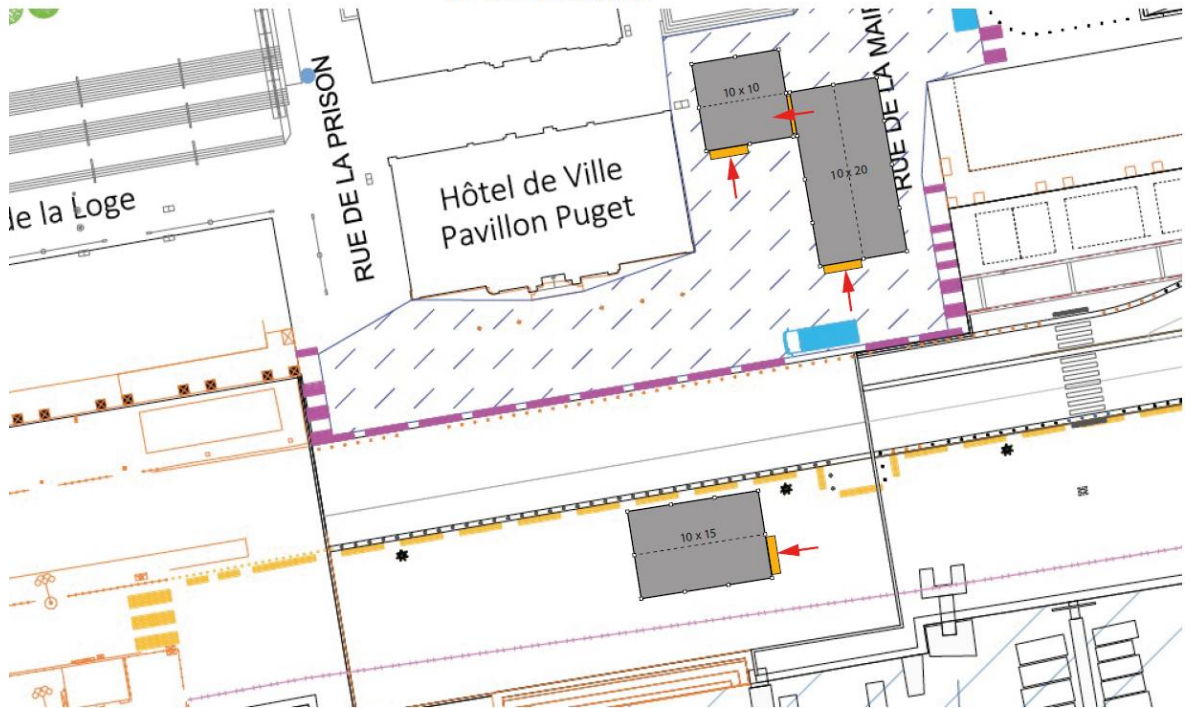 RUE DE LA PRISON
RUE DE LA MAIR
10 x 10
10 x 20
Hôtel de Ville
Pavillon Puget
de la Loge
10 x 15